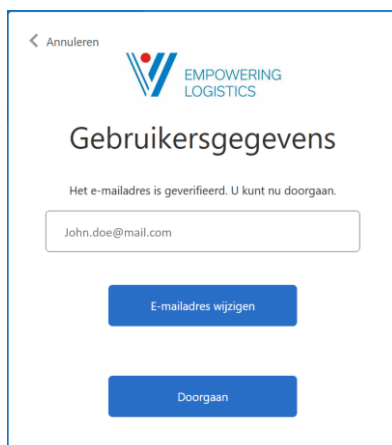 Annuleren
EMPOWERING
LOGISTICS
Gebruikersgegevens
Het e-mailadres is geverifieerd. U kunt nu doorgaan.
John.doe@mail.com
E-mailadres wijzigen
Doorgaan